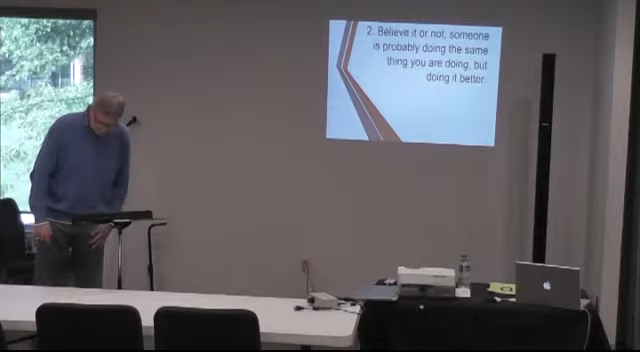 2. Believe it or not, someone
is probably doing the same
thing you are doing, but
doing it better.